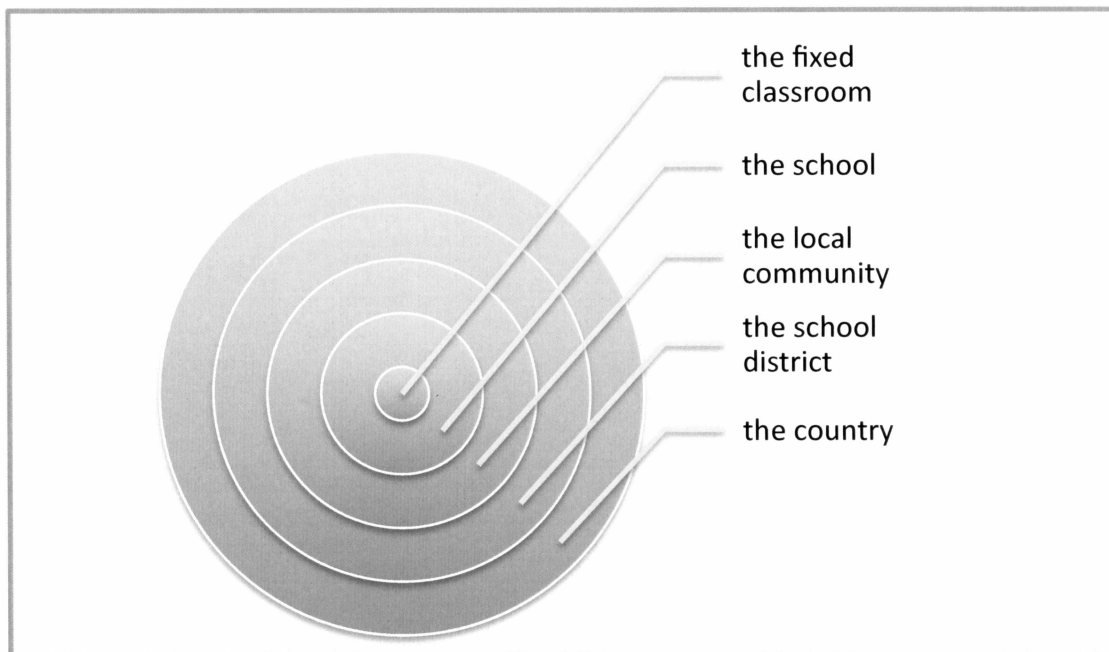 the fixed
classroom
the school
the local
community
the school
district
the country